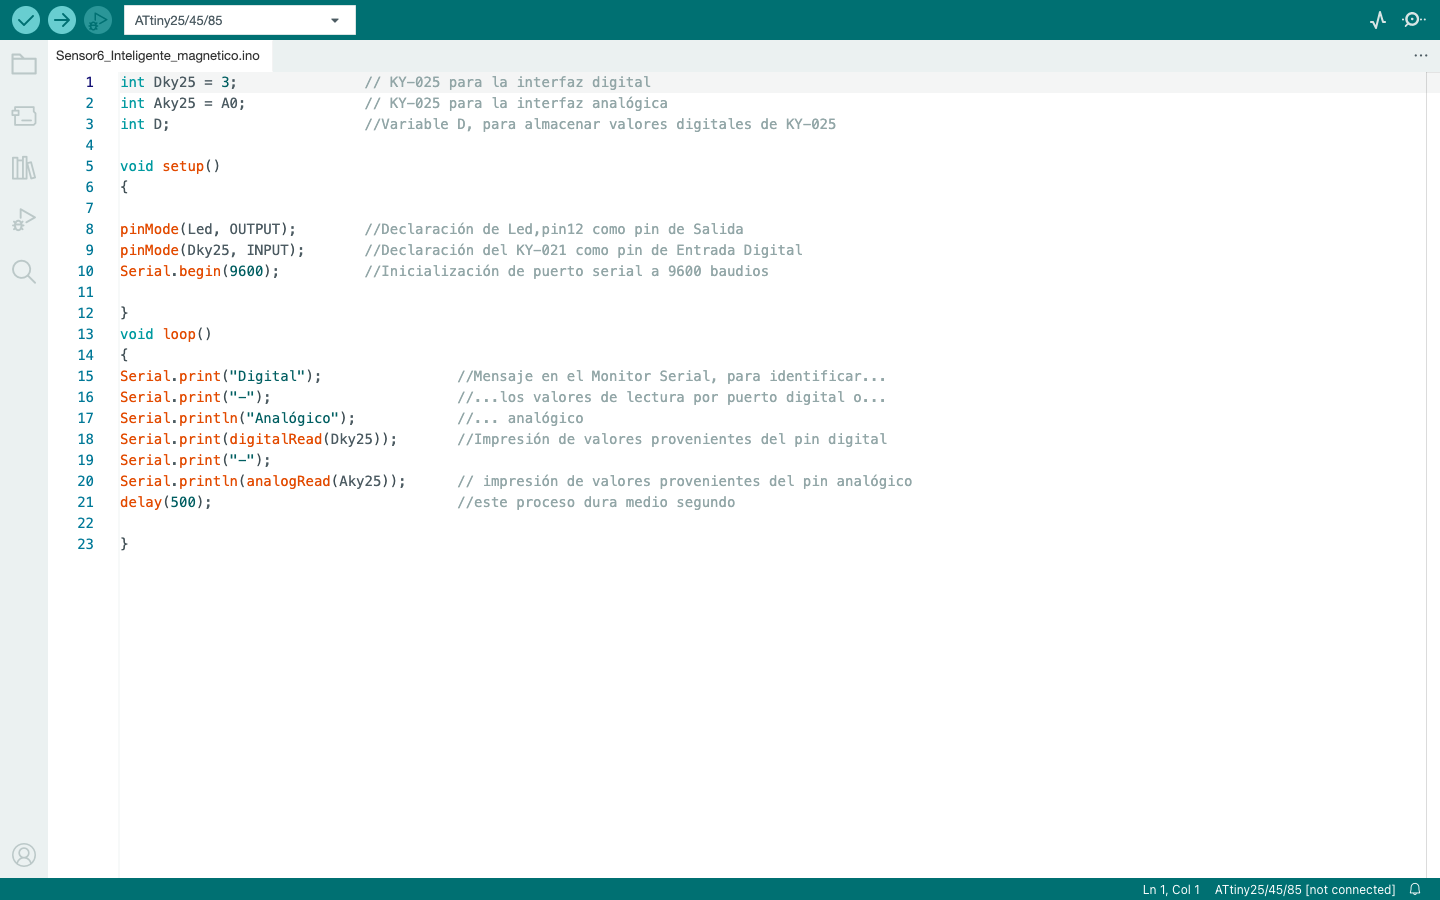 ATtiny25/45/85
Sensor6_Inteligente_magnetico.ino
1 int Dky25 = 3; // KY-025 para la interfaz digital
2 int Aky25 = A0; // KY-025 para la interfaz analógica
3 int D; //Variable D, para almacenar valores digitales de KY-025
4
5 void setup()
6 {
7
8 pinMode(Led, OUTPUT); //Declaración de Led,pin12 como pin de Salida
9 pinMode(Dky25, INPUT); //Declaración del KY-021 como pin de Entrada Digital
10 Serial.begin(9600); //Inicialización de puerto serial a 9600 baudios
11
12 }
13 void loop()
14 {
15 Serial.print("Digital"); //Mensaje en el Monitor Serial, para identificar...
16 Serial.print("-"); //...los valores de lectura por puerto digital o...
17 Serial.println("Analógico"); //... analógico
18 Serial.print(digitalRead(Dky25)); //Impresión de valores provenientes del pin digital
19 Serial.print("-");
20 Serial.println(analogRead(Aky25)); // impresión de valores provenientes del pin analógico
21 delay(500); //este proceso dura medio segundo
22
23 }
Ln 1, Col 1 ATtiny25/45/85 [not connected]